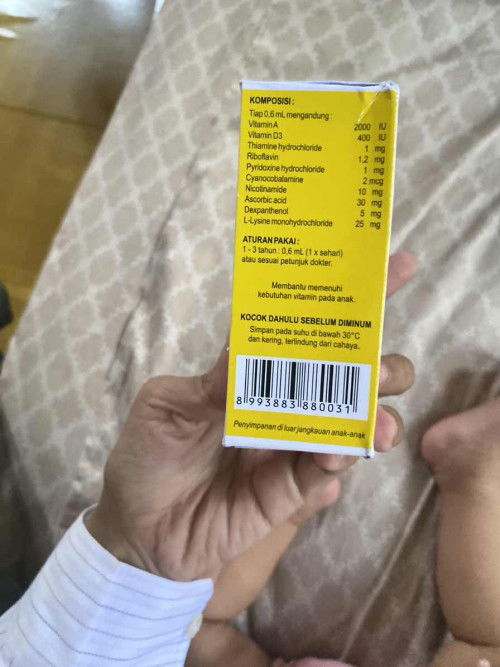 KOMPOSISI :
Tiap 0,6 mL mengandung :
Vitamin A 2000 IU
Vitamin D3 400 IU
Thiamine hydrochloride 1 mg
Riboflavin 1,2 mg
Pyridoxine hydrochloride 1 mg
Cyanocobalamine 2 mcg
Nicotinamide 10 mg
Ascorbic acid 30 mg
Dexpanthenol 5 mg
L-Lysine monohydrochloride 25 mg
ATURAN PAKAI :
1 - 3 tahun : 0,6 mL (1 x sehari)
atau sesuai petunjuk dokter.
Membantu memenuhi
kebutuhan vitamin pada anak.
KOCOK DAHULU SEBELUM DIMINUM
Simpan pada suhu di bawah 30°C
dan kering, terlindung dari cahaya.
8 993883 880031
Penyimpanan di luar jangkauan anak-anak